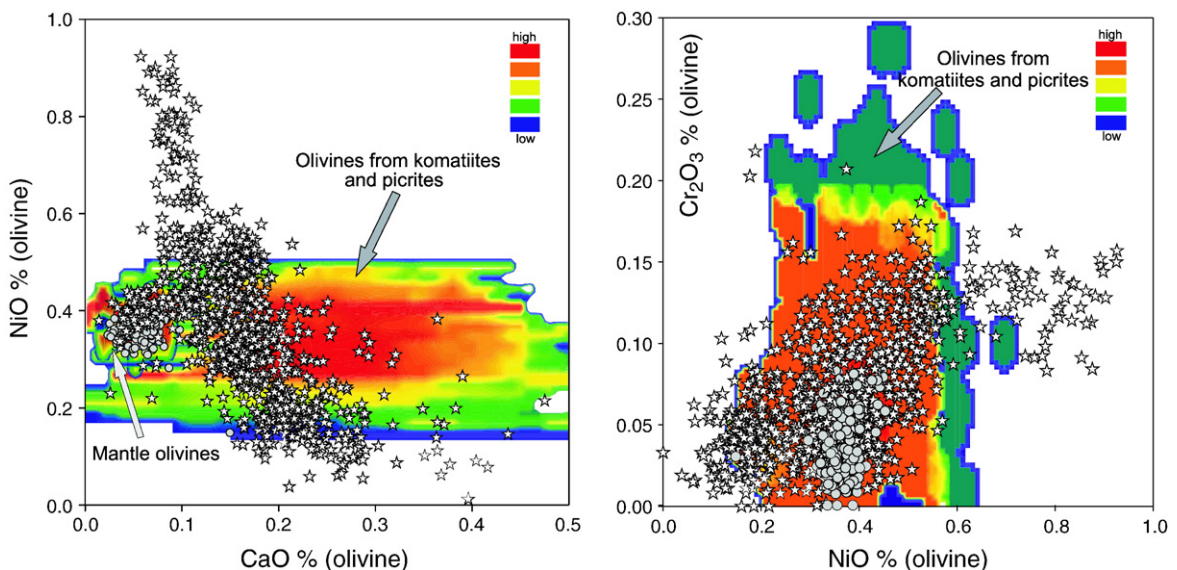 1.0
0.8
0.6
0.4
0.2
0.0
NiO % (olivine)
0.0
0.1
0.2
0.3
0.4
0.5
CaO % (olivine)
high
low
Olivines from komatiites
and picrites
Mantle olivines
0.30
0.25
0.20
0.15
0.10
0.05
0.00
Cr₂O₃ % (olivine)
0.0
0.2
0.4
0.6
0.8
1.0
NiO % (olivine)
high
low
Olivines from
komatiites and picrites